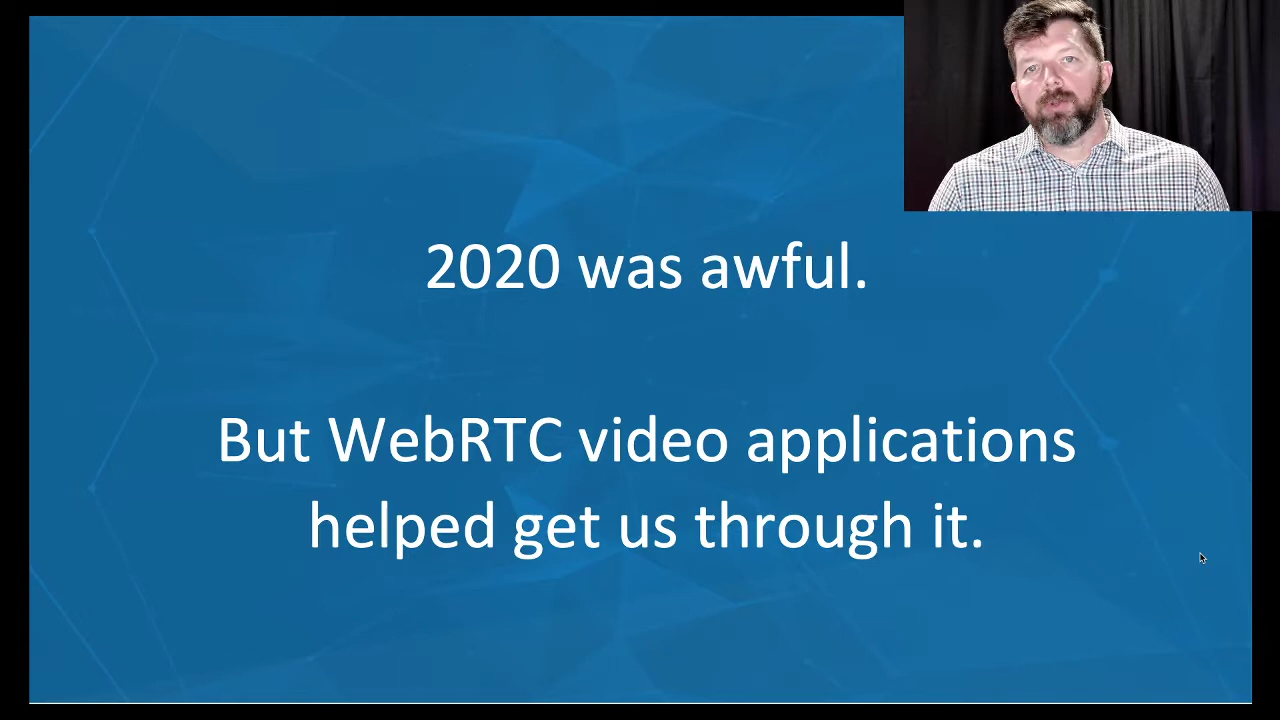 2020 was awful.
But WebRTC video applications
helped get us through it.